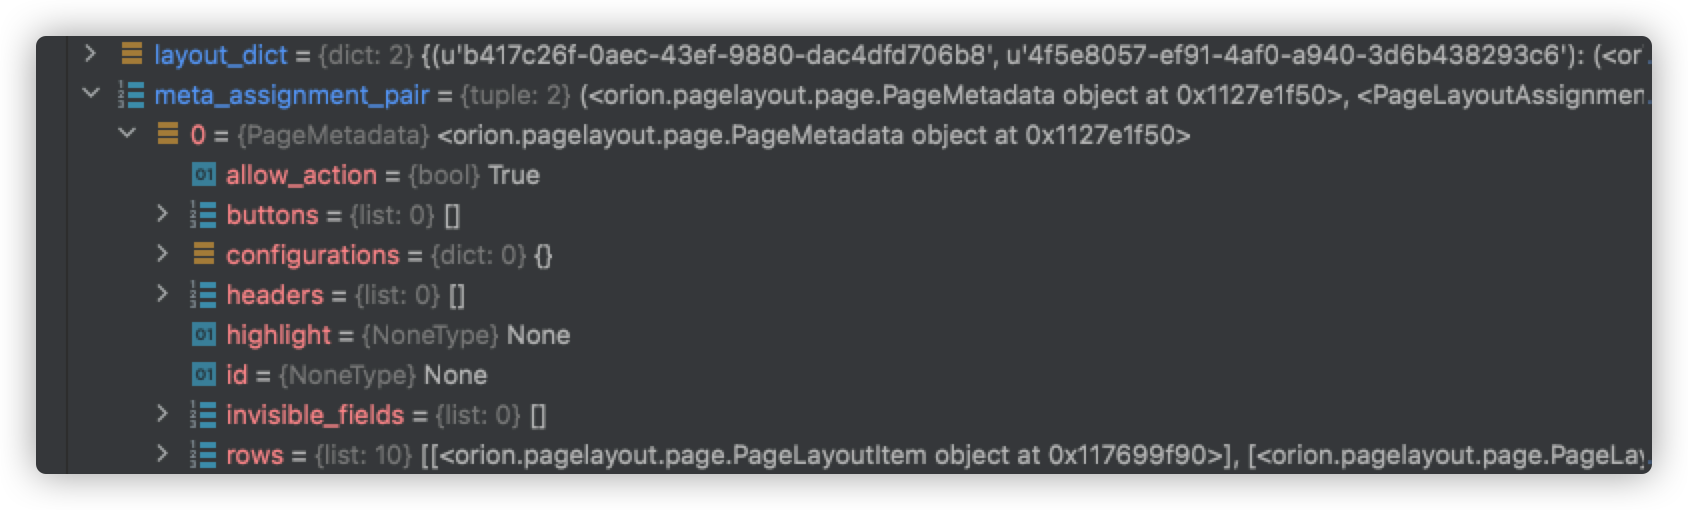 layout_dict = {dict: 2} {(u'b417c26f-0aec-43ef-9880-dac4dfd706b8', u'4f5e8057-ef91-4af0-a940-3d6b438293c6'): (<or
meta_assignment_pair = {tuple: 2} (<orion.pagelayout.page.PageMetadata object at 0x1127e1f50>, <PageLayoutAssignmen
0 = {PageMetadata} <orion.pagelayout.page.PageMetadata object at 0x1127e1f50>
01 allow_action = {bool} True
buttons = {list: 0} []
configurations = {dict: 0} {}
headers = {list: 0} []
01 highlight = {NoneType} None
01 id = {NoneType} None
invisible_fields = {list: 0} []
rows = {list: 10} [[<orion.pagelayout.page.PageLayoutItem object at 0x117699f90>], [<orion.pagelayout.page.PageLay